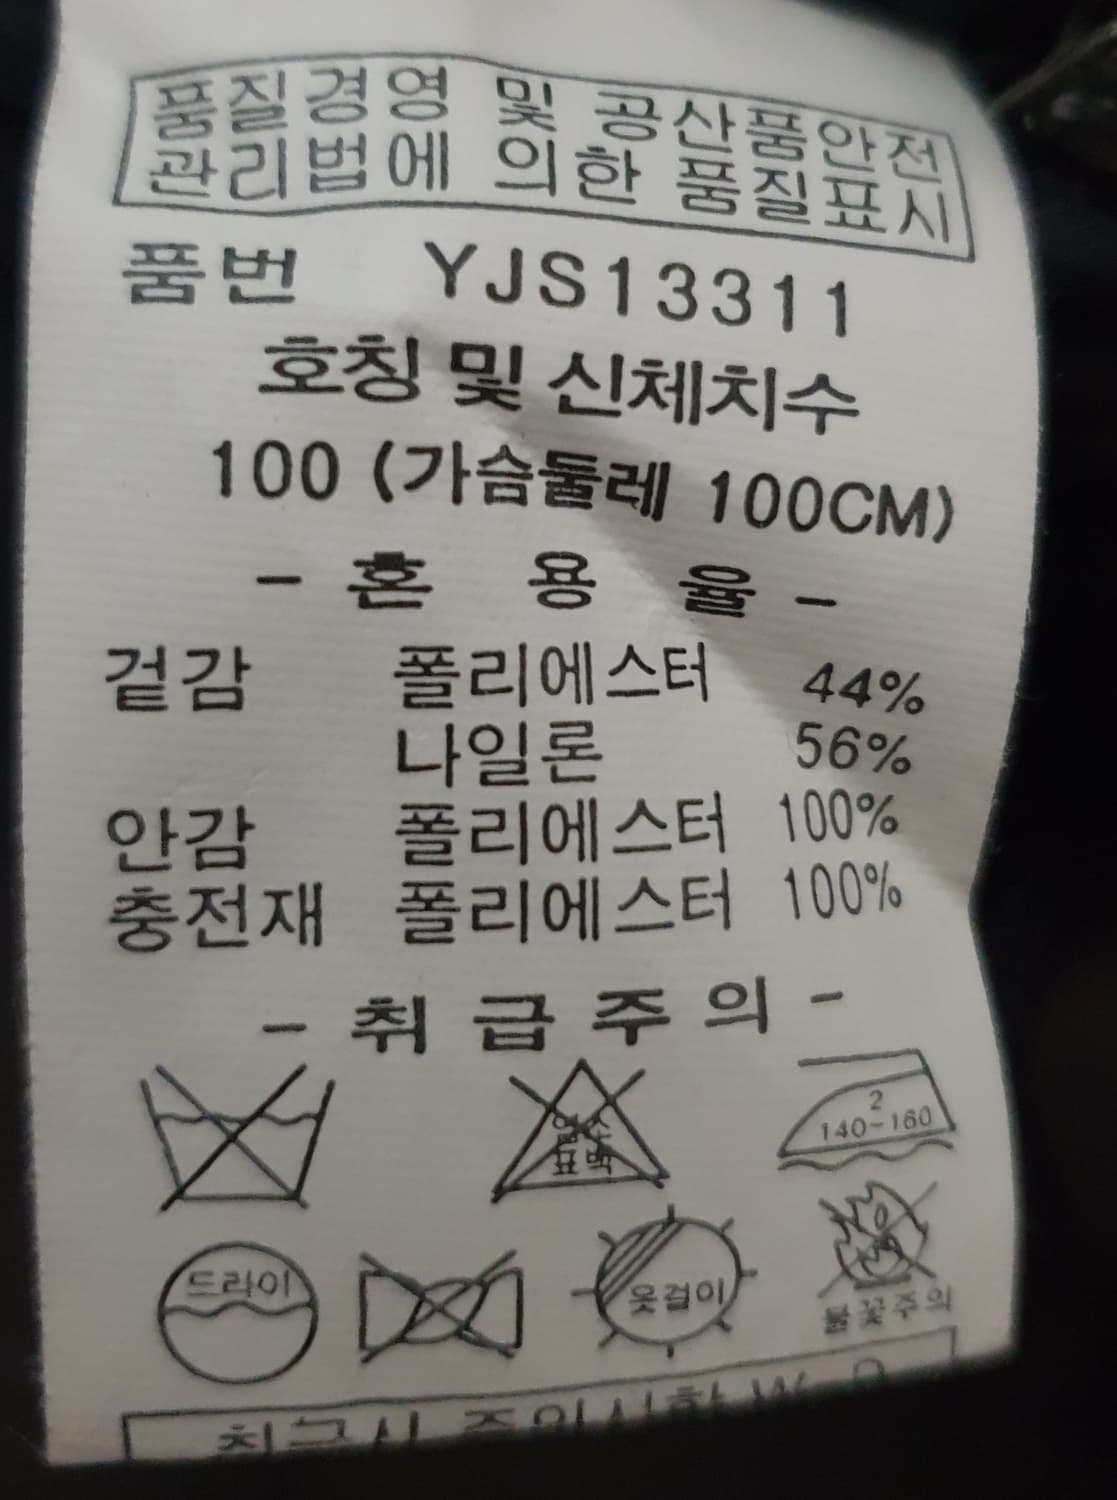 품질경영 및 공산품안전
관리법에 의한 품질표시
품번 YJS13311
호칭 및 신체치수
100 (가슴둘레 100CM)
- 혼 용 율 -
겉감 폴리에스터 44%
나일론 56%
안감 폴리에스터 100%
충전재 폴리에스터 100%
- 취 급 주 의 -
염소
표백
2
140~160
드라이
옷걸이
불꽃주의